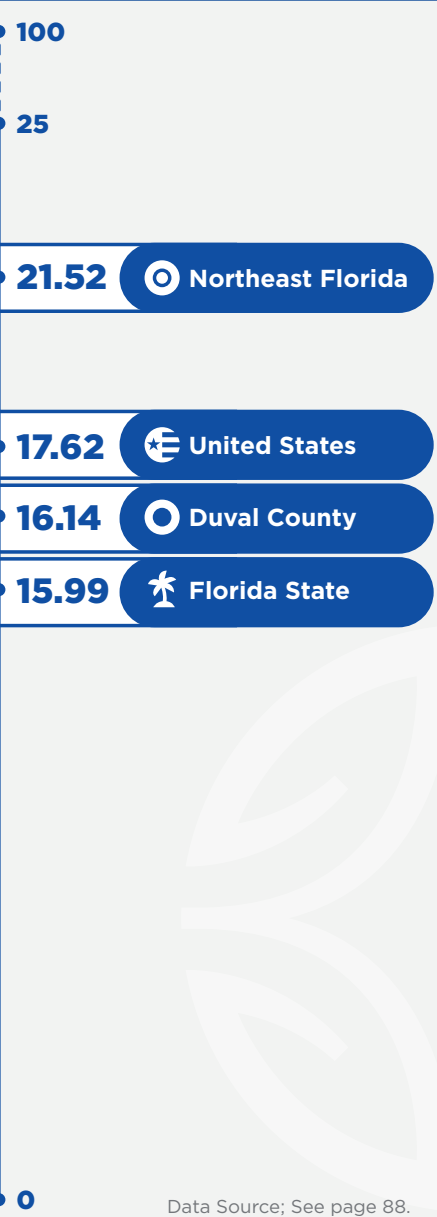 100
25
21.52 Northeast Florida
17.62 United States
16.14 Duval County
15.99 Florida State
0
Data Source; See page 88.